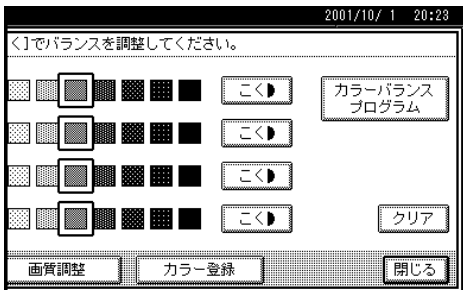 2001/10/ 1 20:23
く]でバランスを調整してください。
こく
カラーバランス
プログラム
こく
こく
こく
クリア
画質調整
カラー登録
閉じる